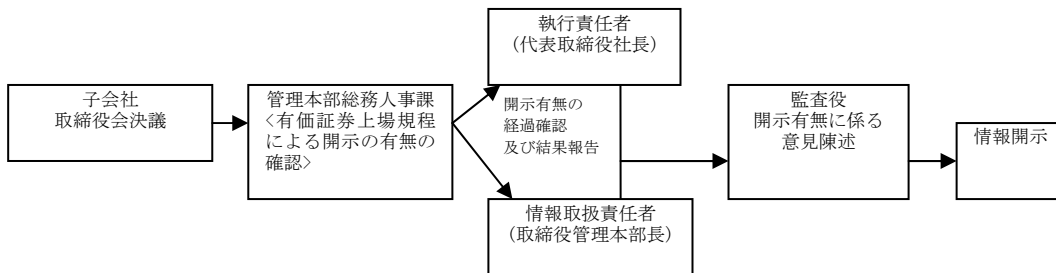 子会社
取締役会決議
管理本部総務人事課
<有価証券上場規程
による開示の有無の
確認>
執行責任者
（代表取締役社長）
開示有無の
経過確認
及び結果報告
情報取扱責任者
（取締役管理本部長）
監査役
開示有無に係る
意見陳述
情報開示